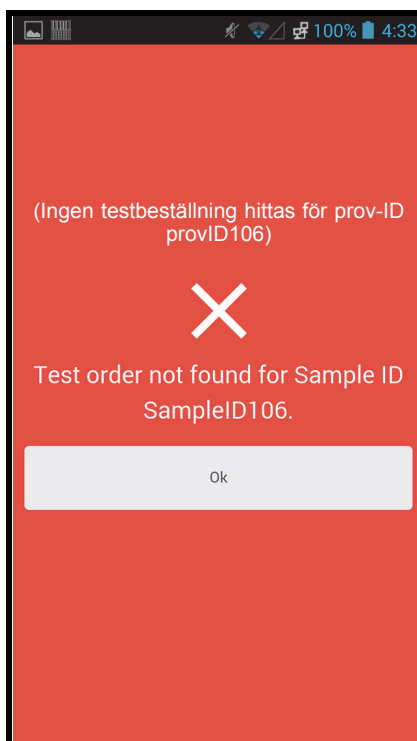 100% 4:33
(Ingen testbeställning hittas för prov-ID
provID106)
Test order not found for Sample ID
SampleID106.
Ok